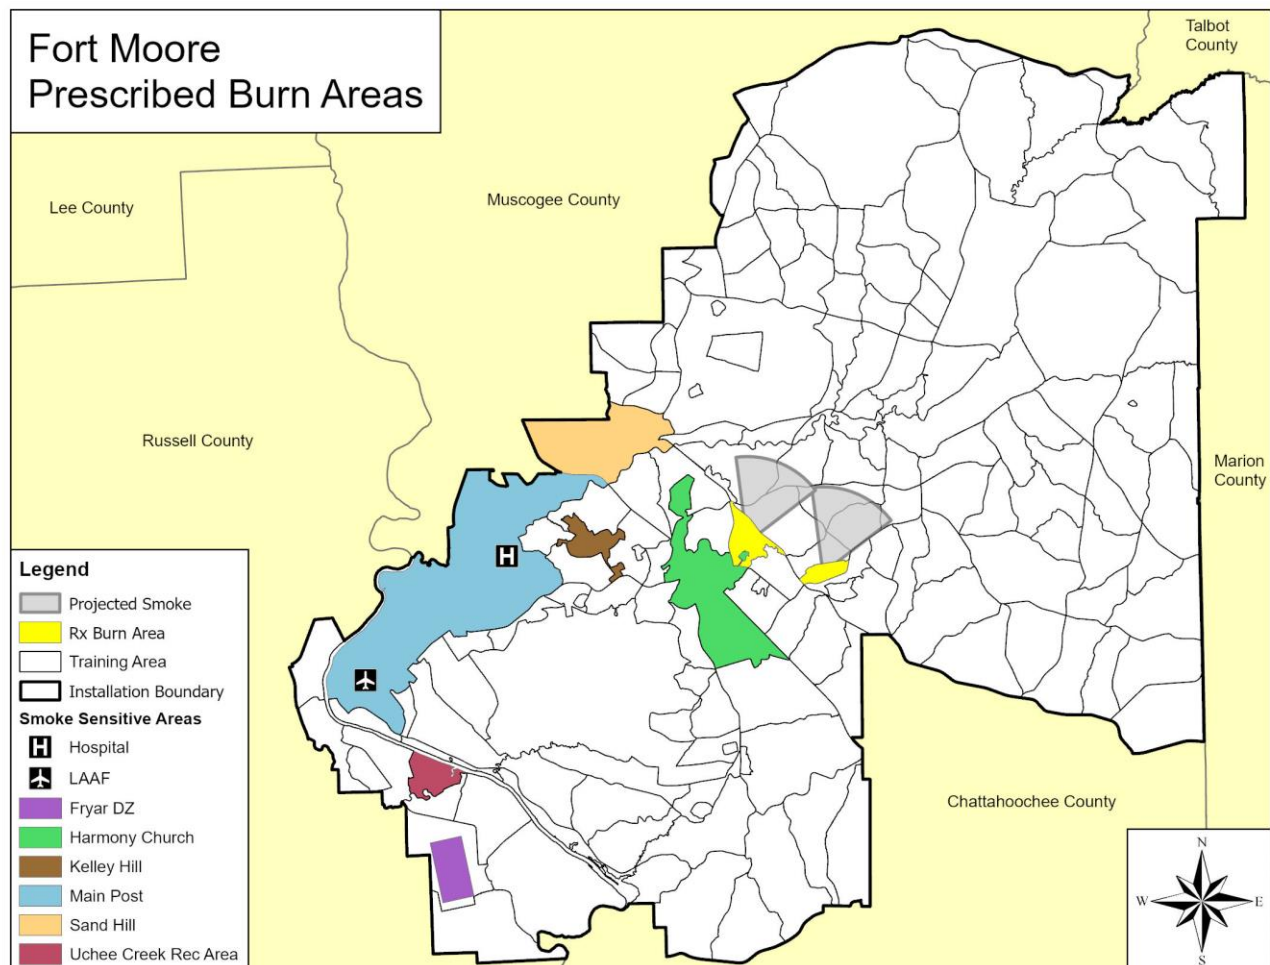 Fort Moore
Prescribed Burn Areas
Talbot
County
Lee County
Muscogee County
Russell County
Marion
County
Legend
Projected Smoke
Rx Burn Area
Training Area
Installation Boundary
Smoke Sensitive Areas
H
Hospital
LAAF
Fryar DZ
Harmony Church
Kelley Hill
Main Post
Sand Hill
Uchee Creek Rec Area
H
Chattahoochee County
N
W
E
S